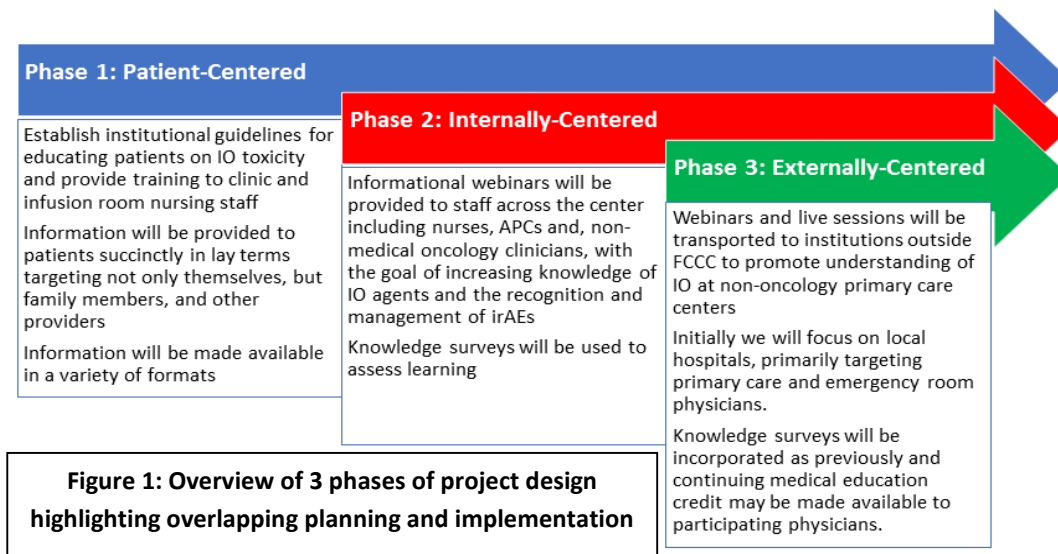 Phase 1: Patient-Centered
Establish institutional guidelines for
educating patients on IO toxicity
and provide training to clinic and
infusion room nursing staff
Information will be provided to
patients succinctly in lay terms
targeting not only themselves, but
family members, and other
providers
Information will be made available
in a variety of formats
Phase 2: Internally-Centered
Informational webinars will be
provided to staff across the center
including nurses, APCs and, non-
medical oncology clinicians, with
the goal of increasing knowledge of
IO agents and the recognition and
management of irAEs
Knowledge surveys will be used to
assess learning
Phase 3: Externally-Centered
Webinars and live sessions will be
transported to institutions outside
FCCC to promote understanding of
IO at non-oncology primary care
centers
Initially we will focus on local
hospitals, primarily targeting
primary care and emergency room
physicians.
Knowledge surveys will be
incorporated as previously and
continuing medical education
credit may be made available to
participating physicians.
Figure 1: Overview of 3 phases of project design
highlighting overlapping planning and implementation